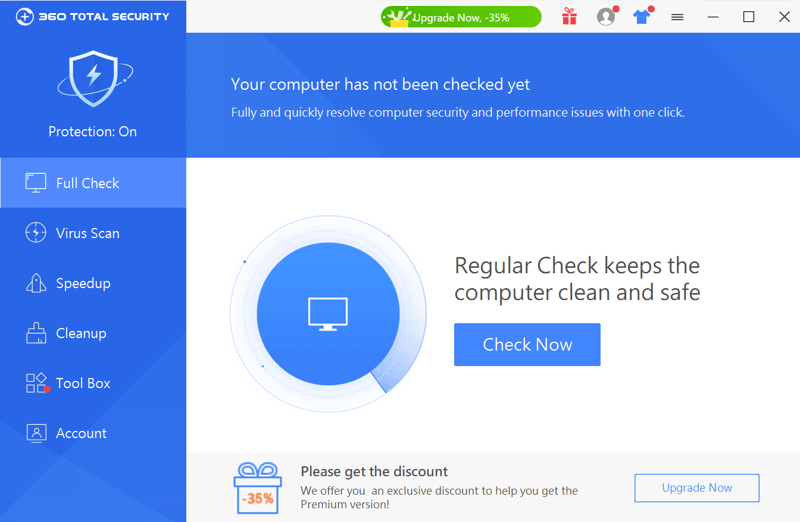 360 TOTAL SECURITY
Upgrade Now, -35%
Protection: On
Full Check
Virus Scan
Speedup
Cleanup
Tool Box
Account
Your computer has not been checked yet
Fully and quickly resolve computer security and performance issues with one click.
Regular Check keeps the
computer clean and safe
Check Now
-35%
Please get the discount
We offer you an exclusive discount to help you get the
Premium version!
Upgrade Now